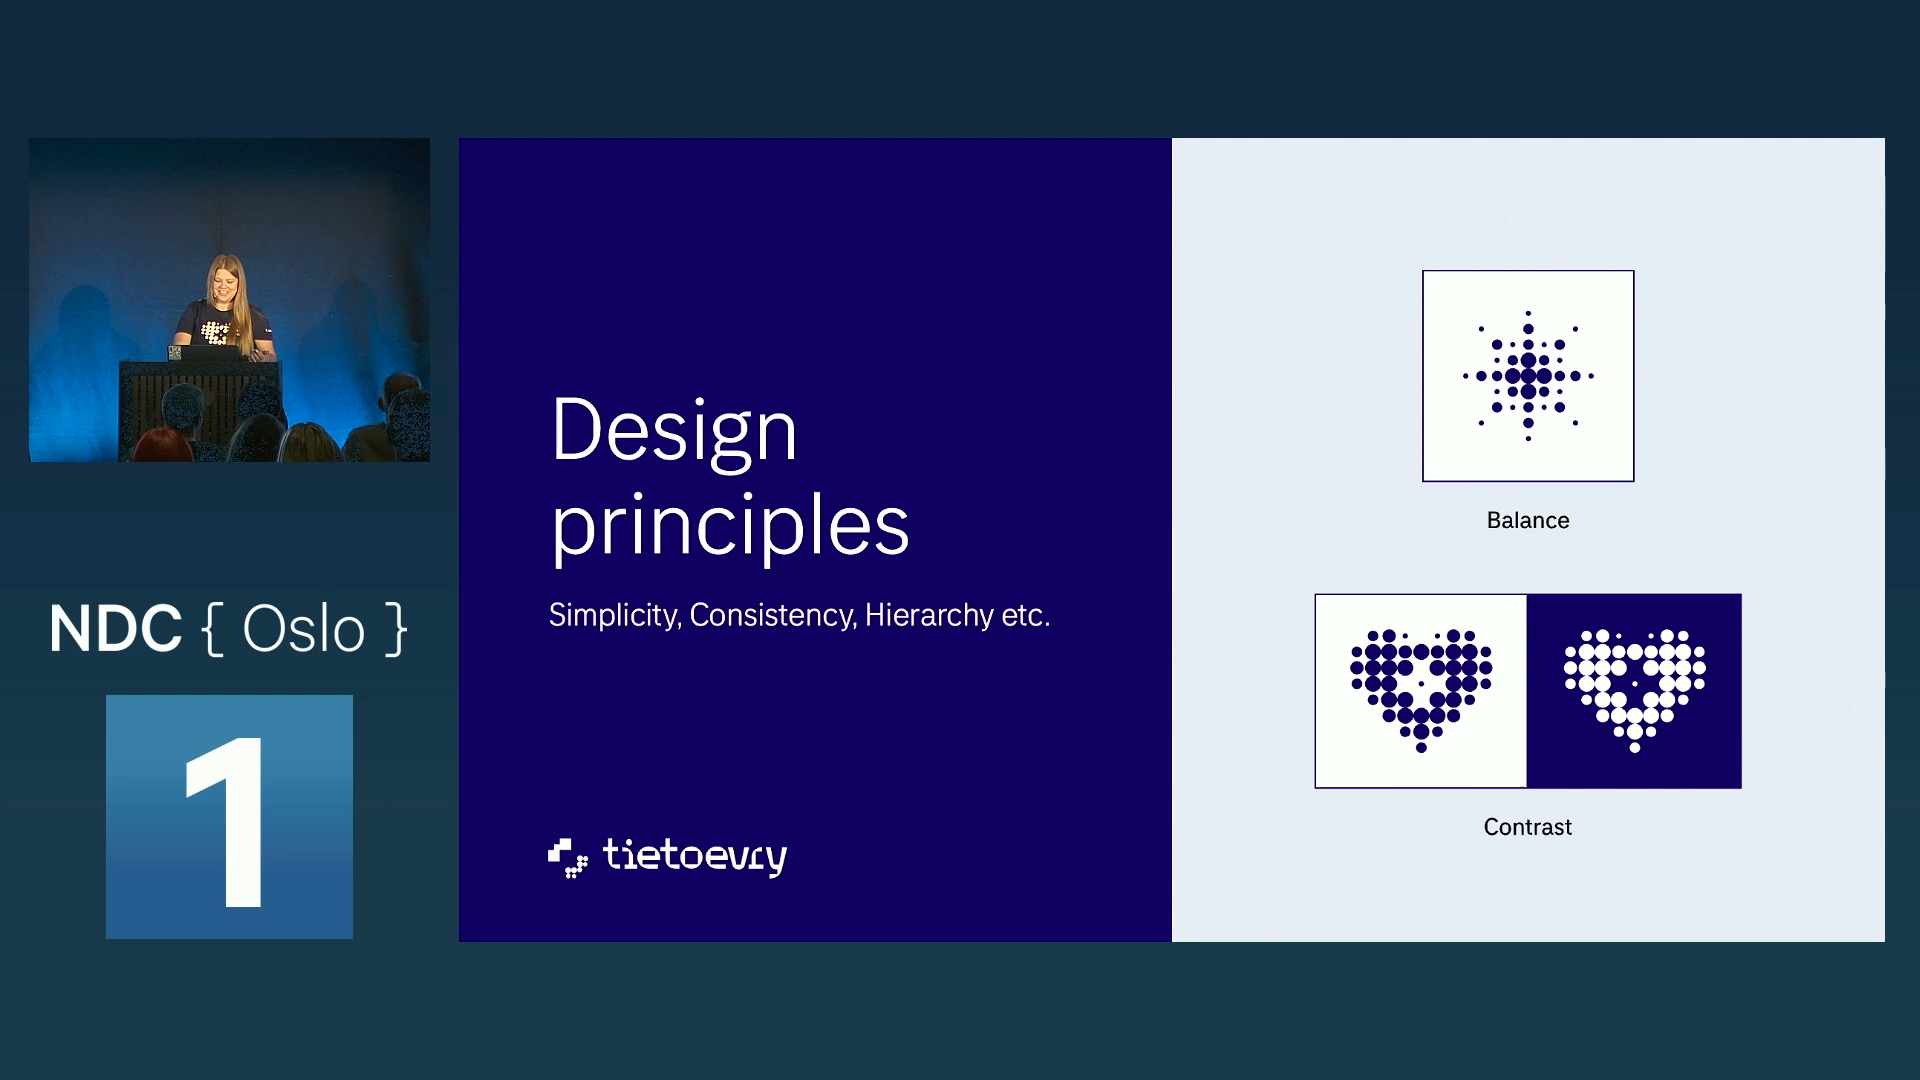 NDC { Oslo }
1
Design
principles
Simplicity, Consistency, Hierarchy etc.
tietoevry
Balance
Contrast